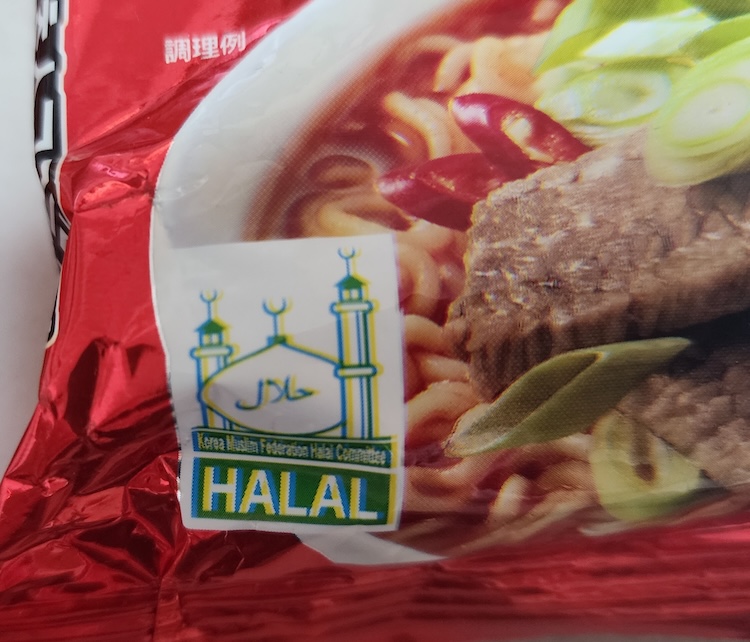 調理例
حلال
Korea Muslim Federation Halal Committee
HALAL